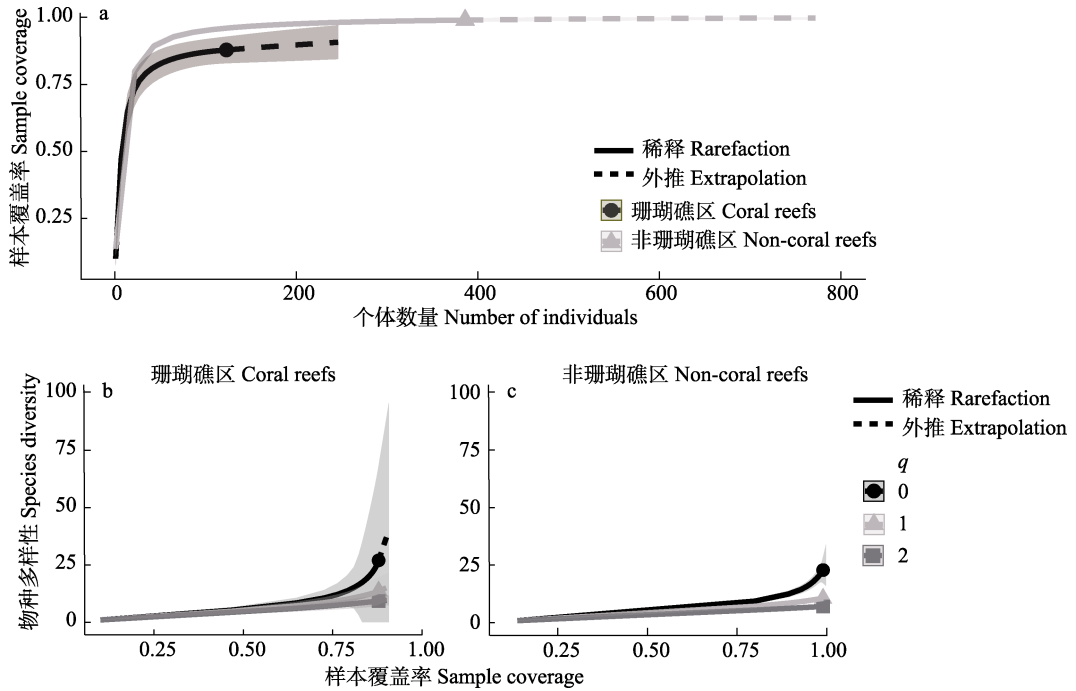 a
样本覆盖率 Sample coverage
1.00
0.75
0.50
0.25
稀释 Rarefaction
外推 Extrapolation
珊瑚礁区 Coral reefs
非珊瑚礁区 Non-coral reefs
0 200 400 600 800
个体数量 Number of individuals
珊瑚礁区 Coral reefs
b
物种多样性 Species diversity
100
75
50
25
0
0.25 0.50 0.75 1.00
非珊瑚礁区 Non-coral reefs
c
100
75
50
25
0
0.25 0.50 0.75 1.00
样本覆盖率 Sample coverage
稀释 Rarefaction
外推 Extrapolation
q
0
1
2